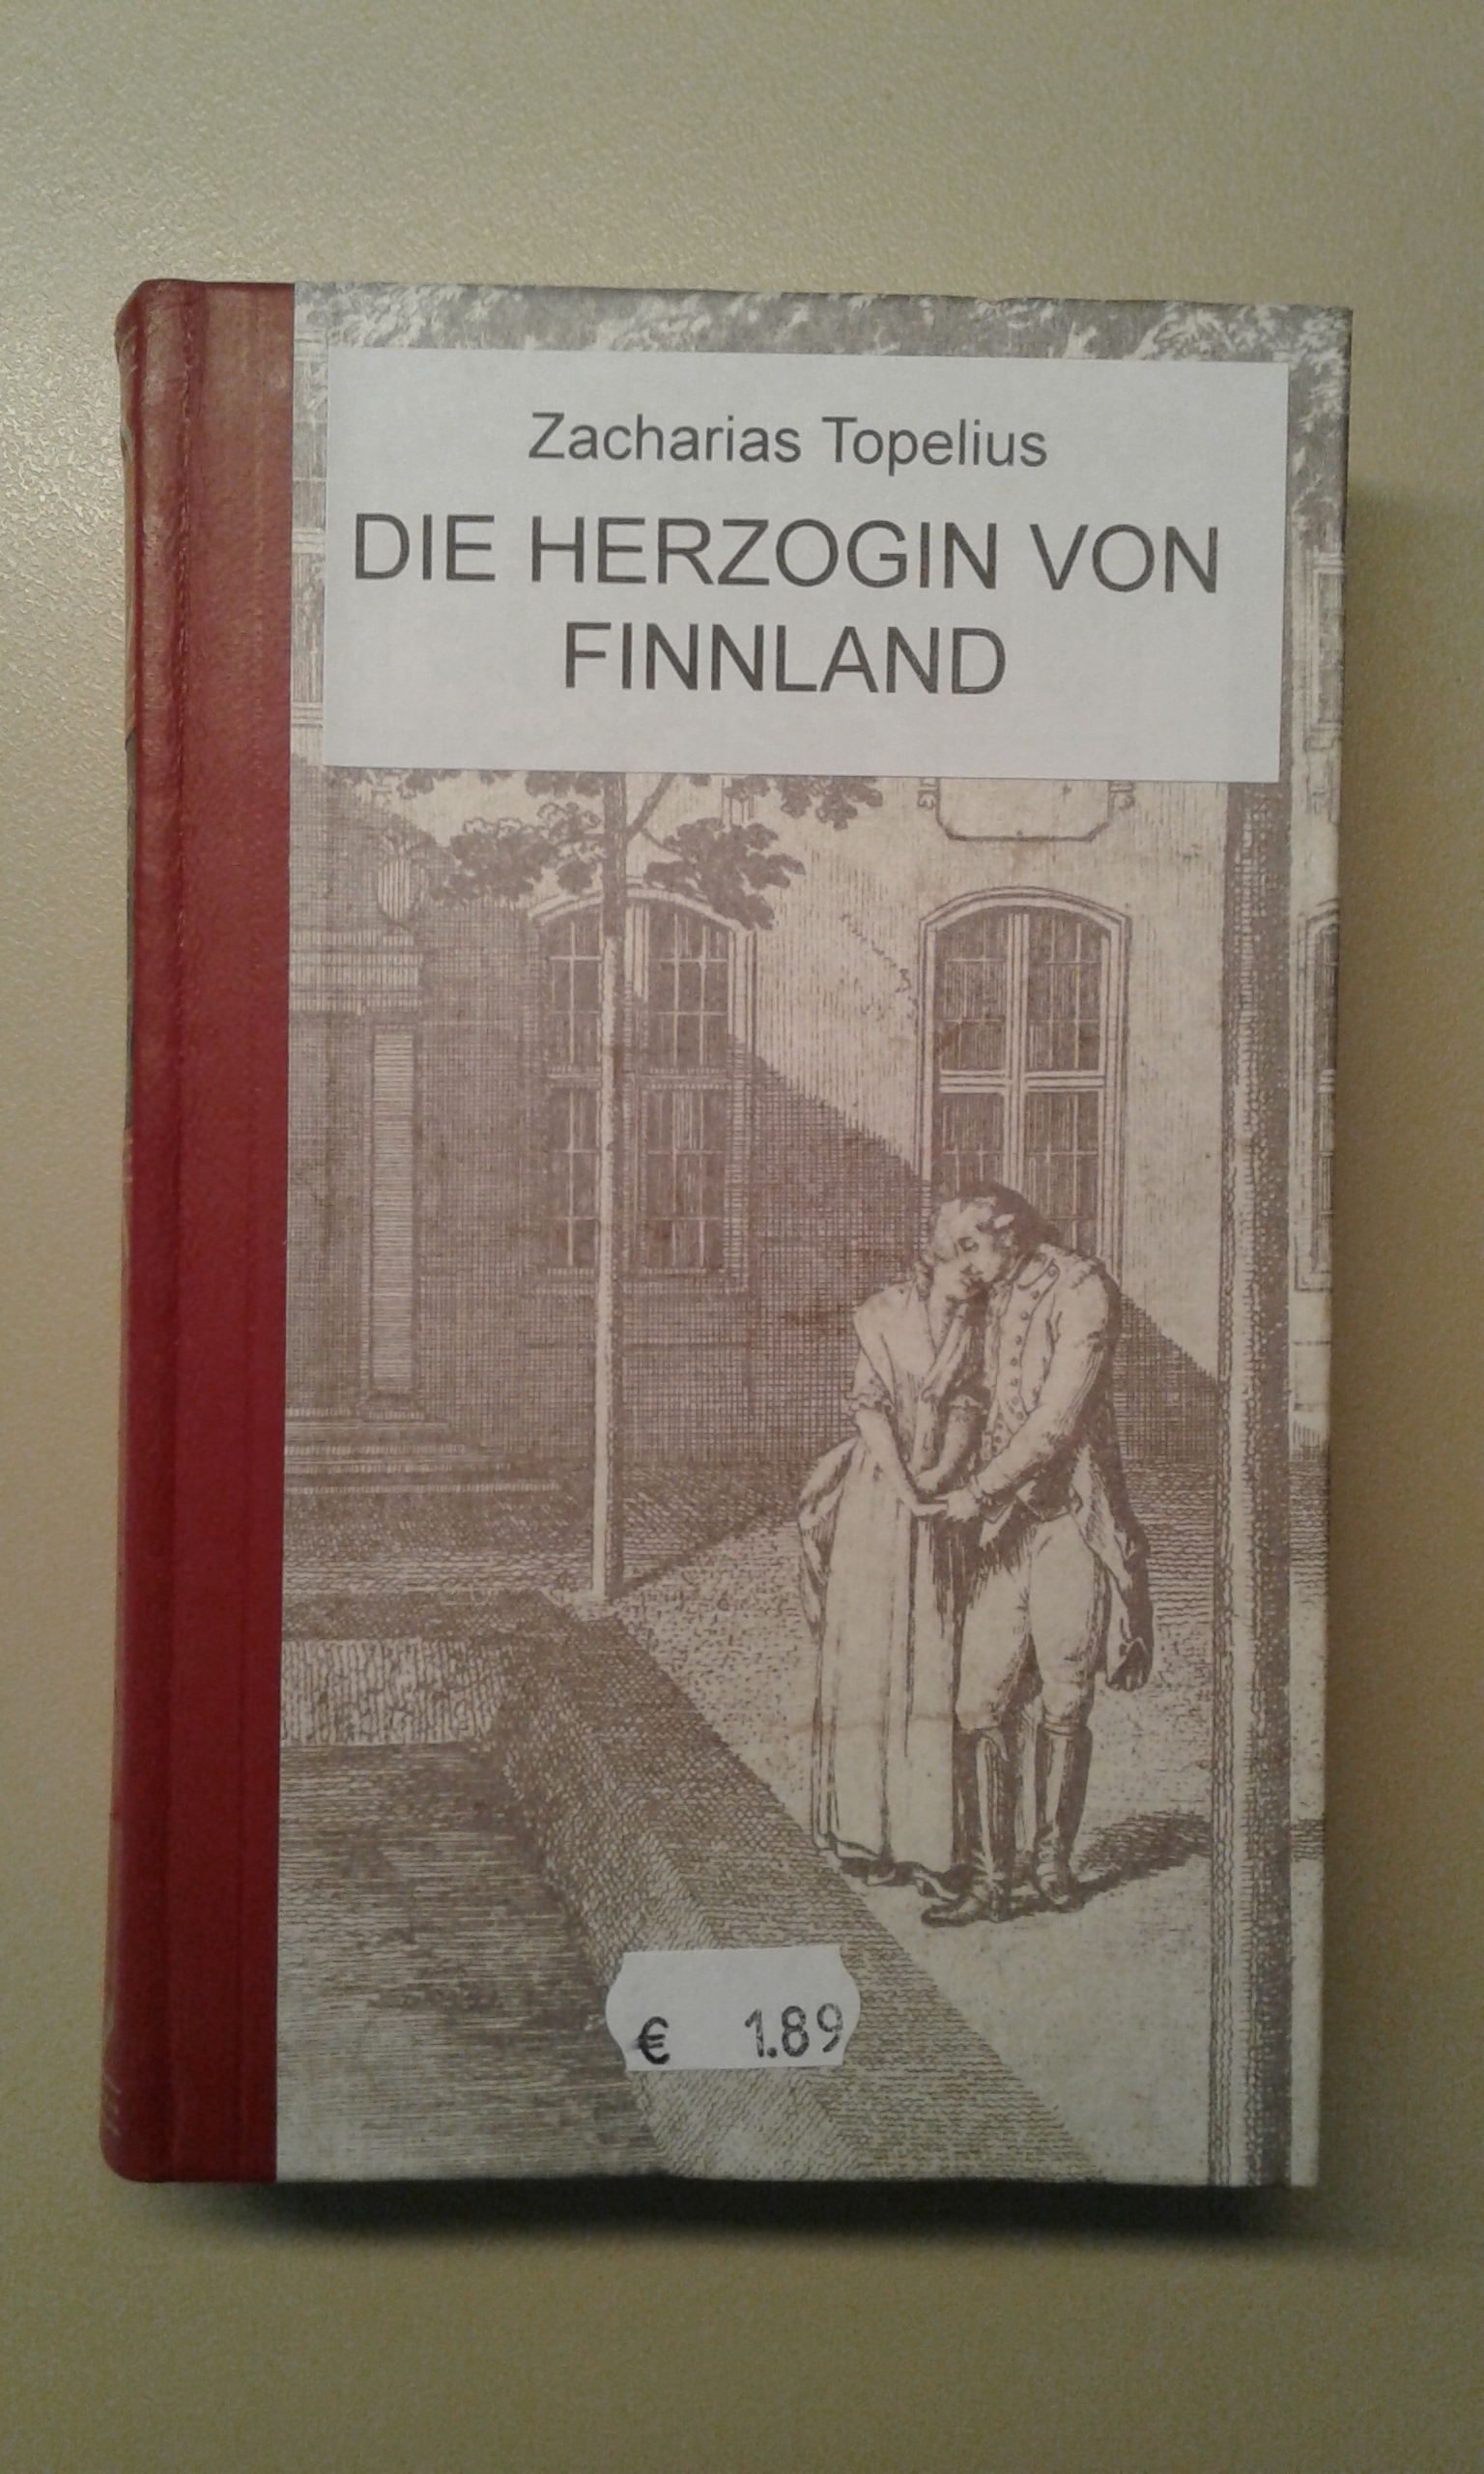 Zacharias Topelius
DIE HERZOGIN VON
FINNLAND
€ 1.89